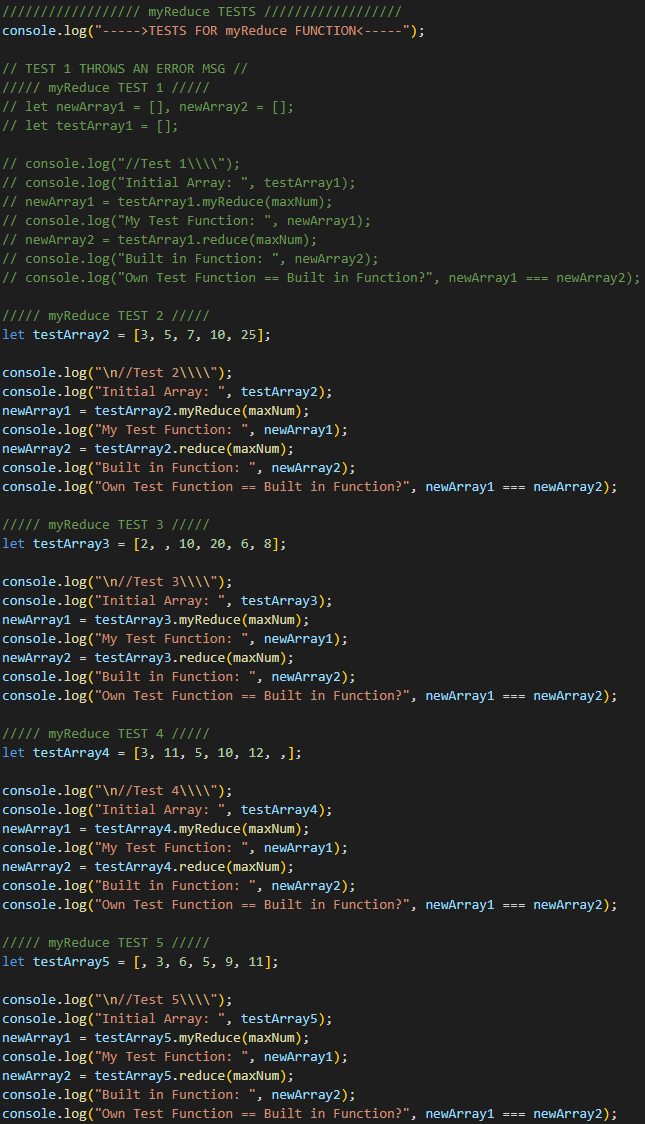 ////////////////// myReduce TESTS //////////////////
console.log("----->TESTS FOR myReduce FUNCTION<-----");
// TEST 1 THROWS AN ERROR MSG //
///// myReduce TEST 1 /////
// let newArray1 = [], newArray2 = [];
// let testArray1 = [];
// console.log("//Test 1\\\\");
// console.log("Initial Array: ", testArray1);
// newArray1 = testArray1.myReduce(maxNum);
// console.log("My Test Function: ", newArray1);
// newArray2 = testArray1.reduce(maxNum);
// console.log("Built in Function: ", newArray2);
// console.log("Own Test Function == Built in Function?", newArray1 === newArray2);
///// myReduce TEST 2 /////
let testArray2 = [3, 5, 7, 10, 25];
console.log("\n//Test 2\\\\");
console.log("Initial Array: ", testArray2);
newArray1 = testArray2.myReduce(maxNum);
console.log("My Test Function: ", newArray1);
newArray2 = testArray2.reduce(maxNum);
console.log("Built in Function: ", newArray2);
console.log("Own Test Function == Built in Function?", newArray1 === newArray2);
///// myReduce TEST 3 /////
let testArray3 = [2, , 10, 20, 6, 8];
console.log("\n//Test 3\\\\");
console.log("Initial Array: ", testArray3);
newArray1 = testArray3.myReduce(maxNum);
console.log("My Test Function: ", newArray1);
newArray2 = testArray3.reduce(maxNum);
console.log("Built in Function: ", newArray2);
console.log("Own Test Function == Built in Function?", newArray1 === newArray2);
///// myReduce TEST 4 /////
let testArray4 = [3, 11, 5, 10, 12, ,];
console.log("\n//Test 4\\\\");
console.log("Initial Array: ", testArray4);
newArray1 = testArray4.myReduce(maxNum);
console.log("My Test Function: ", newArray1);
newArray2 = testArray4.reduce(maxNum);
console.log("Built in Function: ", newArray2);
console.log("Own Test Function == Built in Function?", newArray1 === newArray2);
///// myReduce TEST 5 /////
let testArray5 = [, 3, 6, 5, 9, 11];
console.log("\n//Test 5\\\\");
console.log("Initial Array: ", testArray5);
newArray1 = testArray5.myReduce(maxNum);
console.log("My Test Function: ", newArray1);
newArray2 = testArray5.reduce(maxNum);
console.log("Built in Function: ", newArray2);
console.log("Own Test Function == Built in Function?", newArray1 === newArray2);